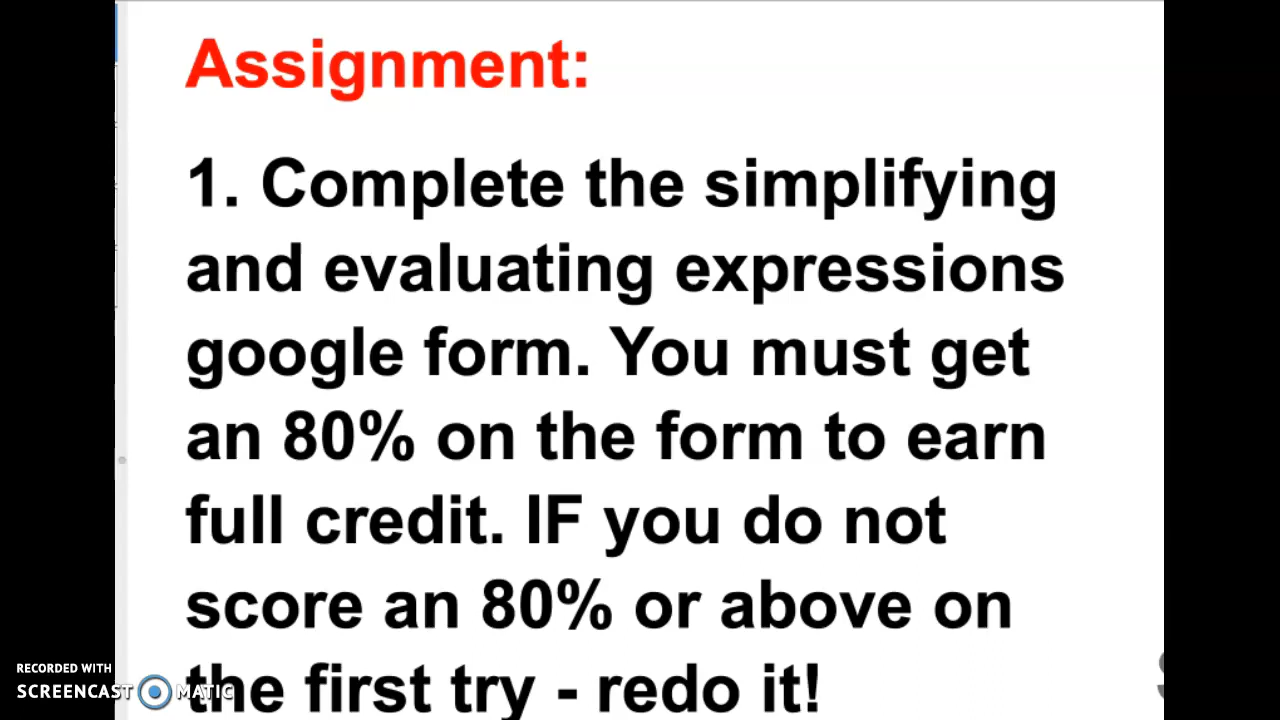 Assignment:
1. Complete the simplifying
and evaluating expressions
google form. You must get
an 80% on the form to earn
full credit. IF you do not
score an 80% or above on
the first try - redo it!
RECORDED WITH
SCREENCAST MATIC